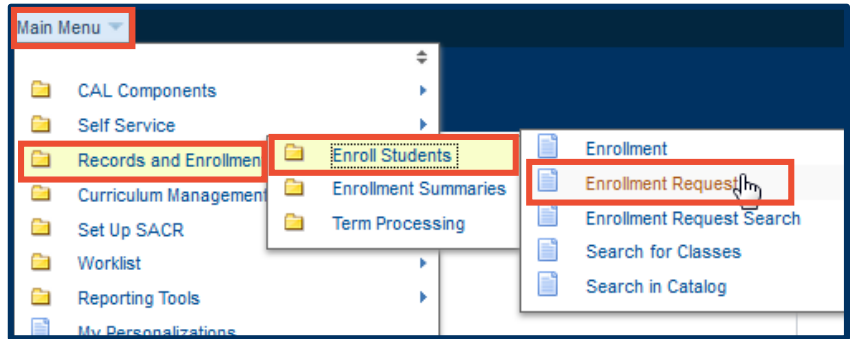 Main Menu
CAL Components
Self Service
Records and Enrollmen
Curriculum Management
Set Up SACR
Worklist
Reporting Tools
My Personalizations
Enroll Students
Enrollment Summaries
Term Processing
Enrollment
Enrollment Request
Enrollment Request Search
Search for Classes
Search in Catalog